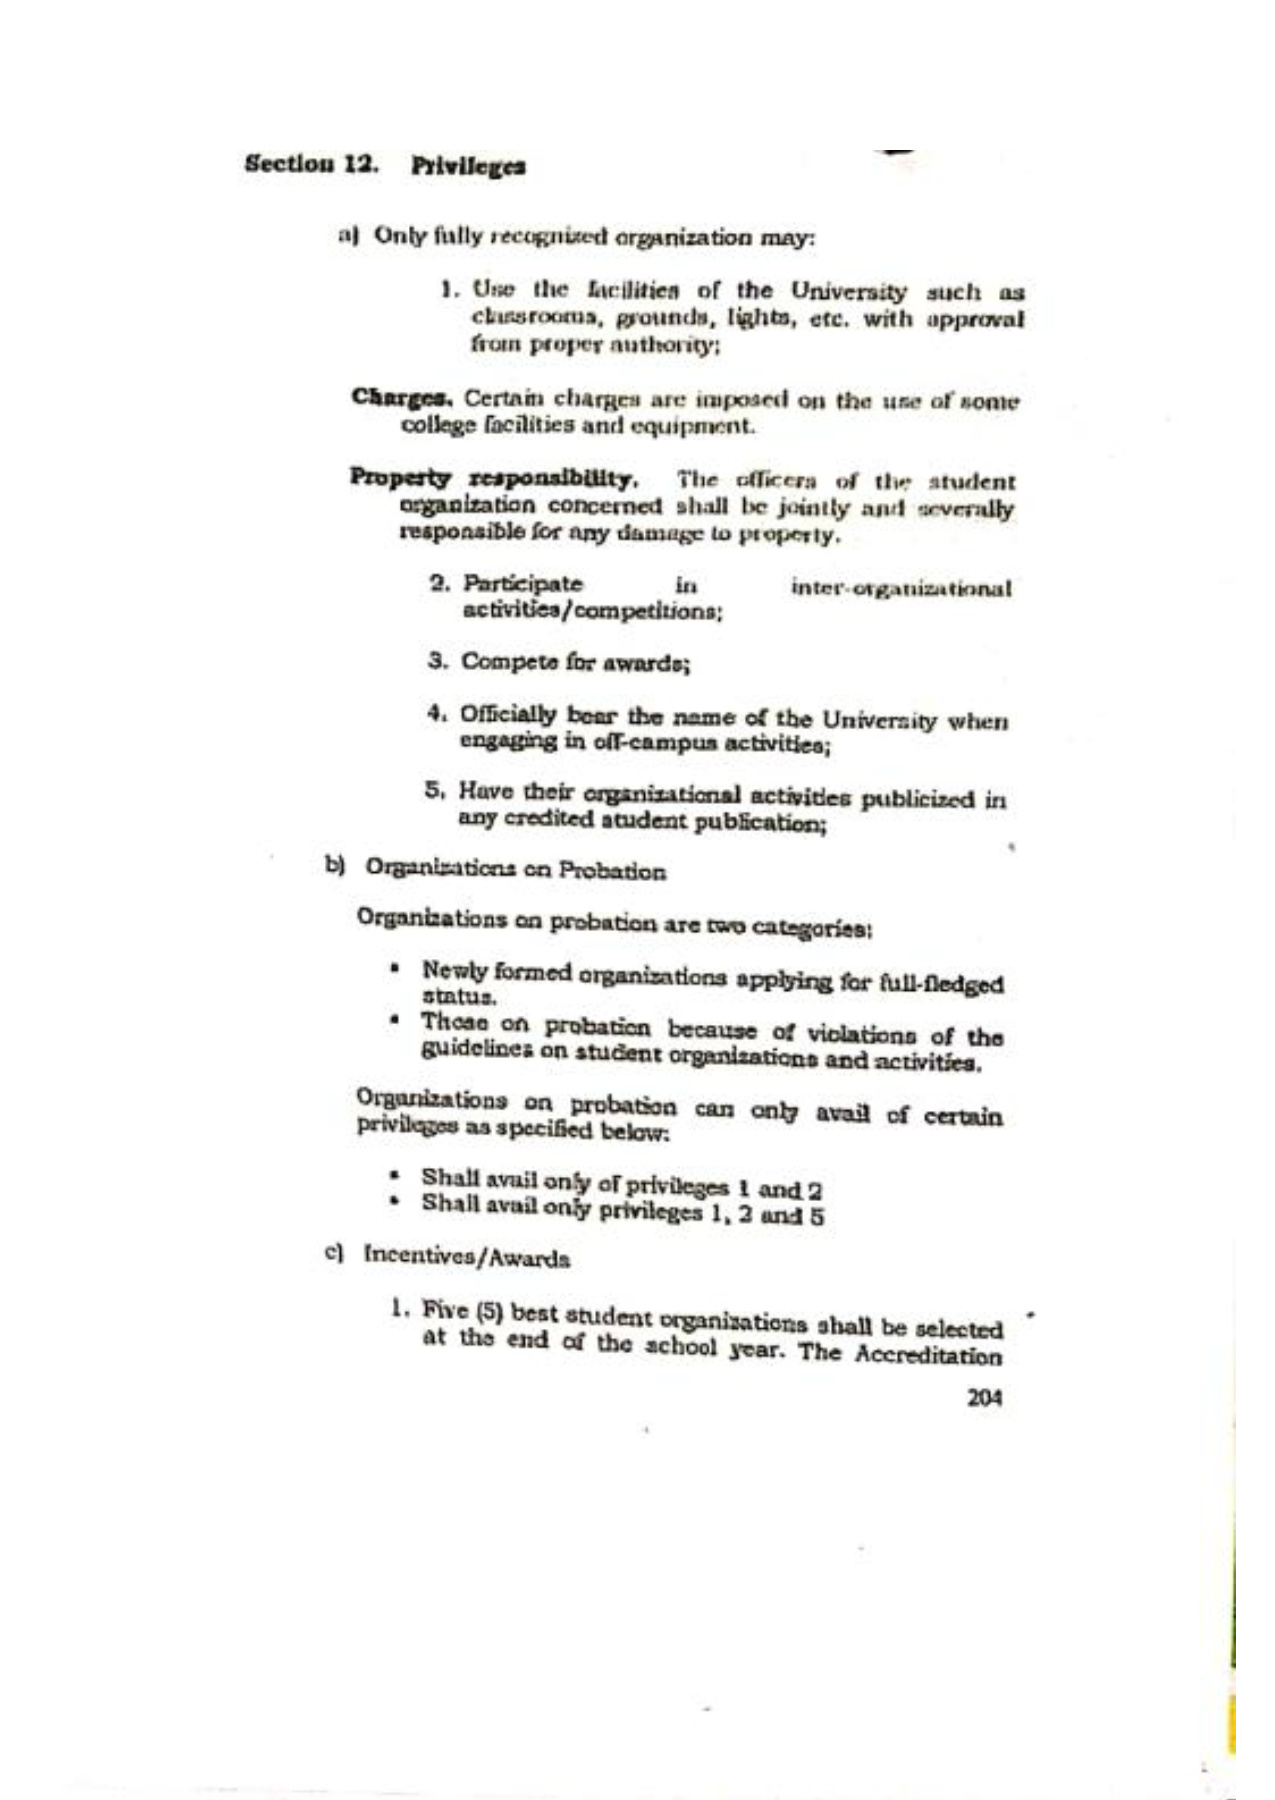 Section 12. Privileges
a) Only fully recognized organization may:
1. Use the facilities of the University such as
classrooms, grounds, lights, etc. with approval
from proper authority;
Charges. Certain charges are imposed on the use of some
college facilities and equipment.
Property responsibility. The officers of the student
organization concerned shall be jointly and severally
responsible for any damage to property.
2. Participate in inter-organizational
activities/competitions;
3. Compete for awards;
4. Officially bear the name of the University when
engaging in off-campus activities;
5. Have their organizational activities publicized in
any credited student publication;
b) Organizations on Probation
Organizations on probation are two categories:
▪ Newly formed organizations applying for full-fledged
status.
▪ Those on probation because of violations of the
guidelines on student organizations and activities.
Organizations on probation can only avail of certain
privileges as specified below:
▪ Shall avail only of privileges 1 and 2
▪ Shall avail only privileges 1, 2 and 5
c) Incentives/Awards
1. Five (5) best student organizations shall be selected
at the end of the school year. The Accreditation
204